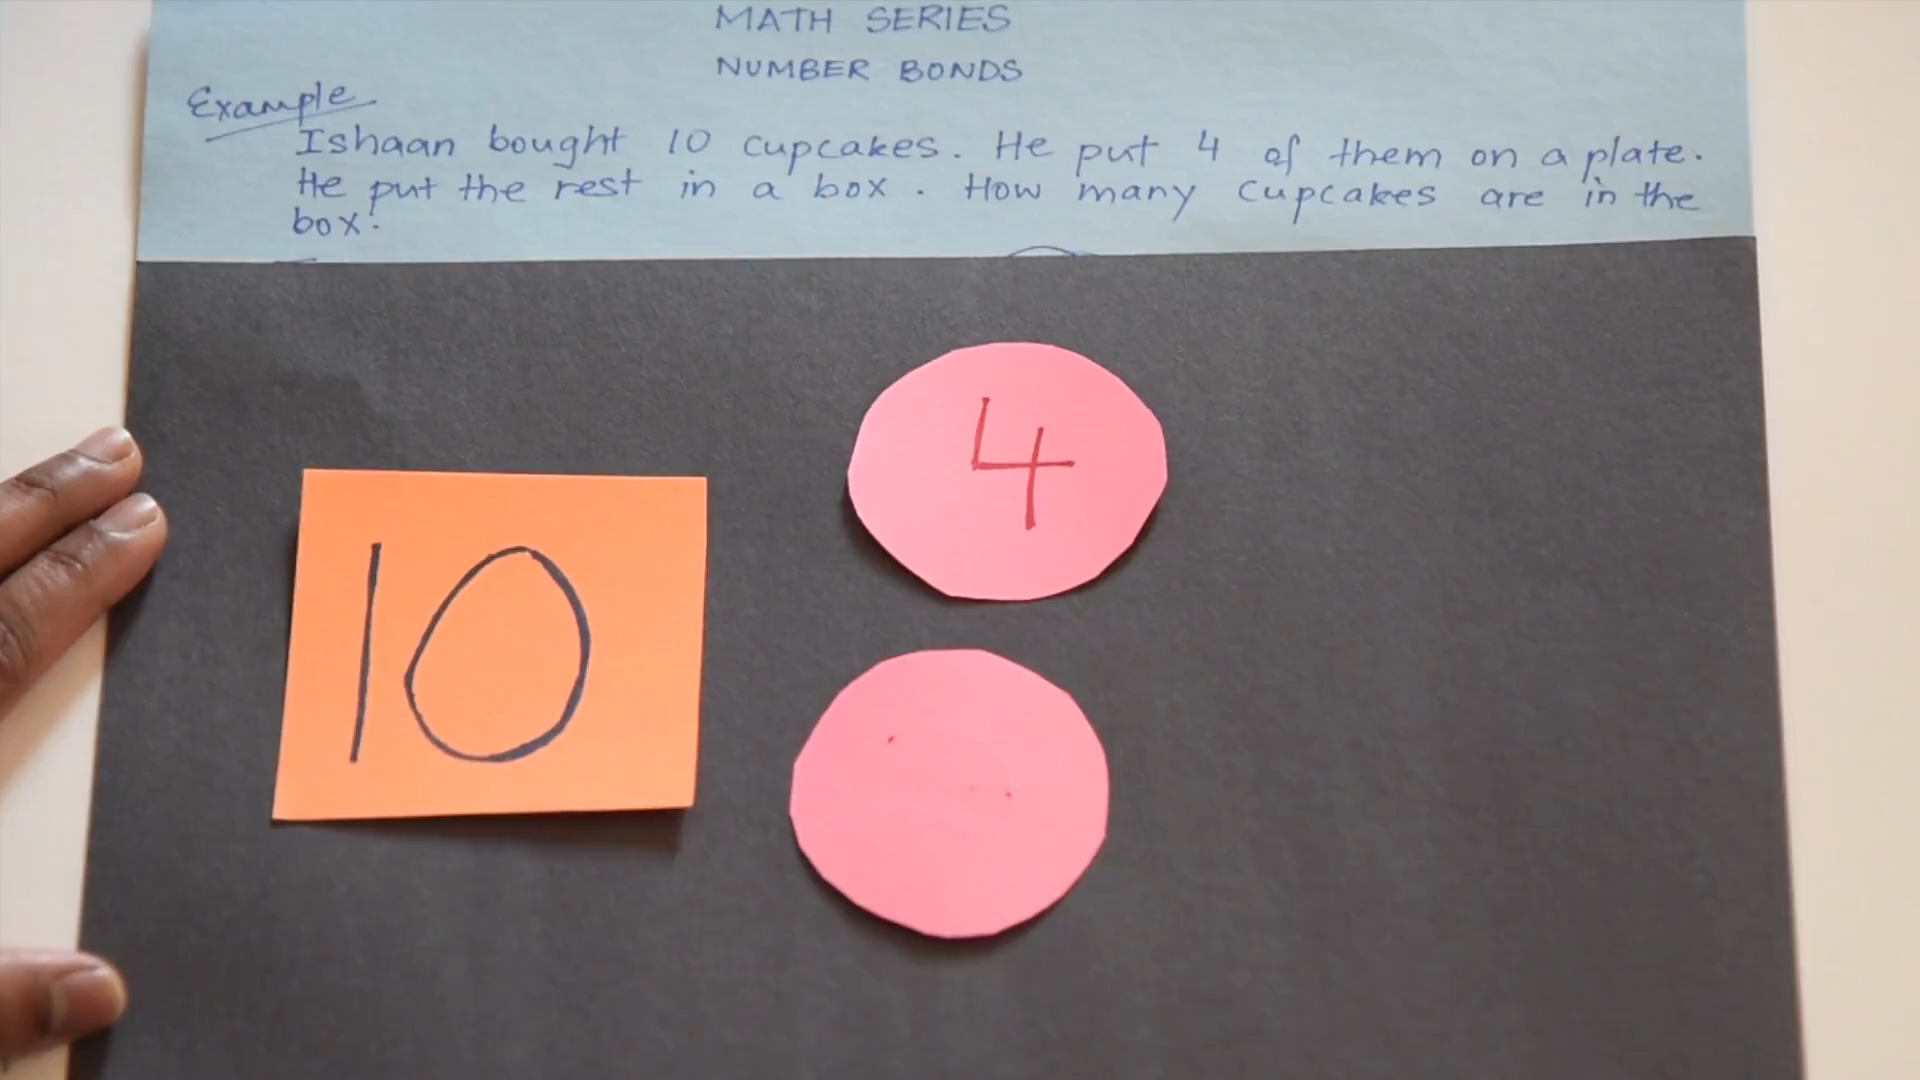 MATH SERIES
NUMBER BONDS
Example
Ishaan bought 10 cupcakes. He put 4 of them on a plate.
He put the rest in a box. How many cupcakes are in the
box?
4
10